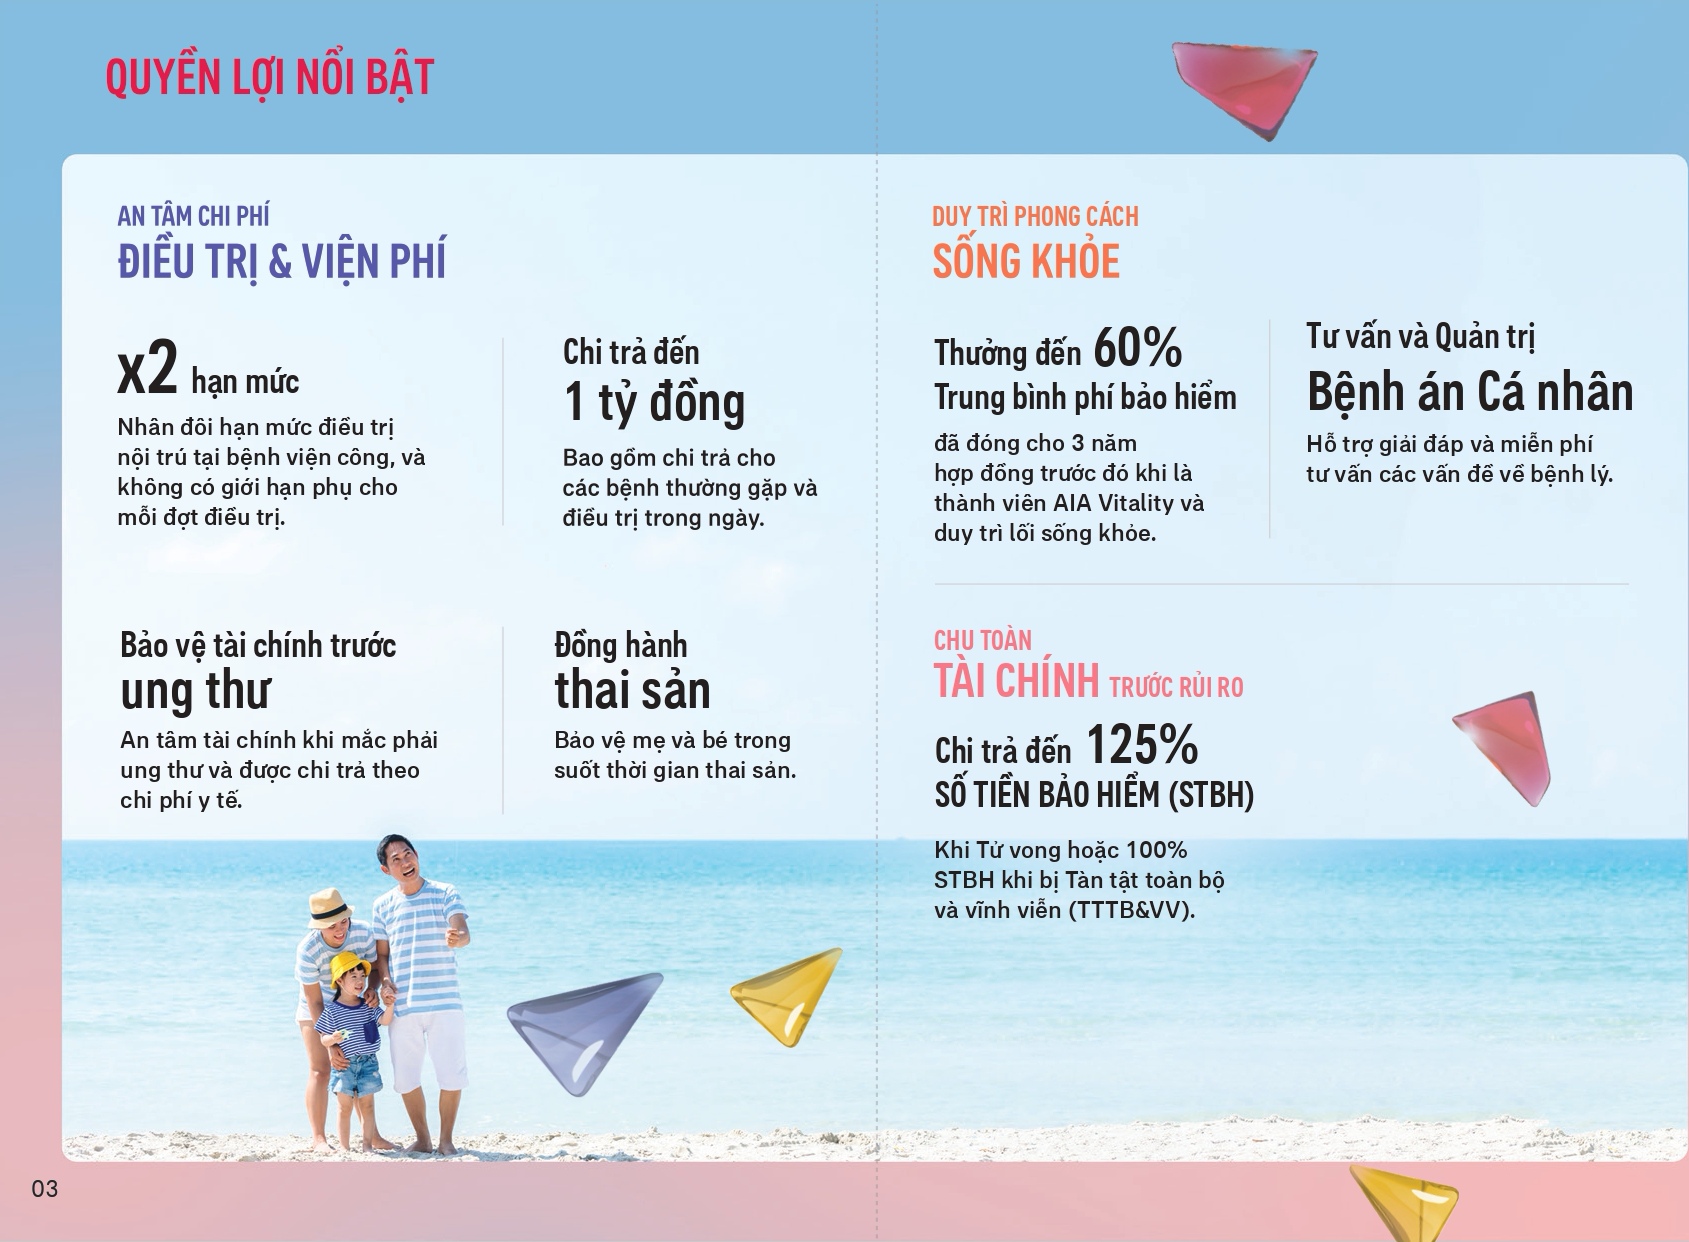 QUYỀN LỢI NỔI BẬT
AN TÂM CHI PHÍ
ĐIỀU TRỊ & VIỆN PHÍ
x2 hạn mức
Nhân đôi hạn mức điều trị
nội trú tại bệnh viện công, và
không có giới hạn phụ cho
mỗi đợt điều trị.
Chi trả đến
1 tỷ đồng
Bao gồm chi trả cho
các bệnh thường gặp và
điều trị trong ngày.
Bảo vệ tài chính trước
ung thư
An tâm tài chính khi mắc phải
ung thư và được chi trả theo
chi phí y tế.
Đồng hành
thai sản
Bảo vệ mẹ và bé trong
suốt thời gian thai sản.
DUY TRÌ PHONG CÁCH
SỐNG KHỎE
Thưởng đến 60%
Trung bình phí bảo hiểm
đã đóng cho 3 năm
hợp đồng trước đó khi là
thành viên AIA Vitality và
duy trì lối sống khỏe.
Tư vấn và Quản trị
Bệnh án Cá nhân
Hỗ trợ giải đáp và miễn phí
tư vấn các vấn đề về bệnh lý.
CHU TOÀN
TÀI CHÍNH TRƯỚC RỦI RO
Chi trả đến 125%
SỐ TIỀN BẢO HIỂM (STBH)
Khi Tử vong hoặc 100%
STBH khi bị Tàn tật toàn bộ
và vĩnh viễn (TTTB&VV).
03